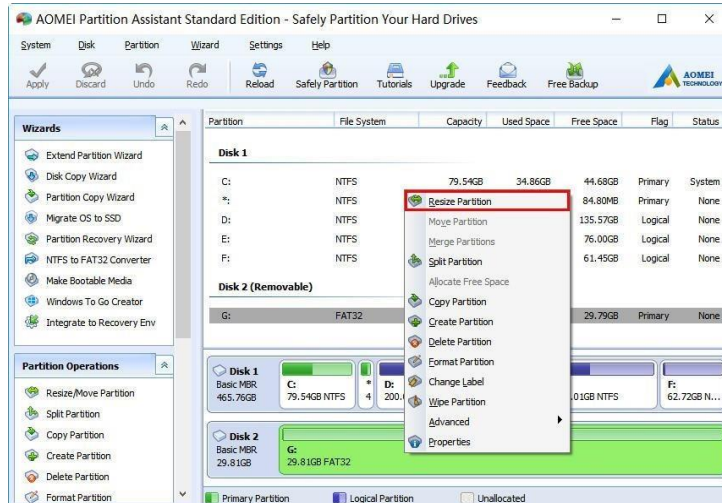 AOMEI Partition Assistant Standard Edition - Safely Partition Your Hard Drives
System Disk Partition Wizard Settings Help
Apply Discard Undo Redo Reload Safely Partition Tutorials Upgrade Feedback Free Backup AOMEI TECHNOLOGY
Wizards
Extend Partition Wizard
Disk Copy Wizard
Partition Copy Wizard
Migrate OS to SSD
Partition Recovery Wizard
NTFS to FAT32 Converter
Make Bootable Media
Windows To Go Creator
Integrate to Recovery Env
Partition Operations
Resize/Move Partition
Split Partition
Copy Partition
Create Partition
Delete Partition
Format Partition
Partition File System Capacity Used Space Free Space Flag Status
Disk 1
C: NTFS 79.54GB 34.86GB 44.68GB Primary System
*: NTFS 84.80MB Primary None
D: NTFS 135.57GB Logical None
E: NTFS 76.00GB Logical None
F: NTFS 61.45GB Logical None
Disk 2 (Removable)
G: FAT32 29.79GB Primary None
Resize Partition
Move Partition
Merge Partitions
Split Partition
Allocate Free Space
Copy Partition
Create Partition
Delete Partition
Format Partition
Change Label
Wipe Partition
Advanced
Properties
Disk 1
Basic MBR
465.76GB
C:
79.54GB NTFS
*
4
D:
200.
.01GB NTFS
F:
62.72GB N...
Disk 2
Basic MBR
29.81GB
G:
29.81GB FAT32
Primary Partition Logical Partition Unallocated